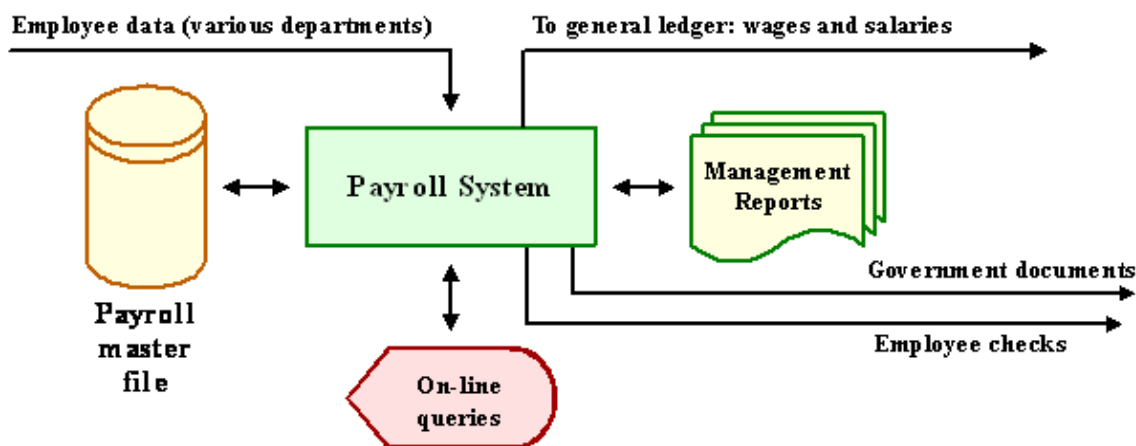 Employee data (various departments)
To general ledger: wages and salaries
Payroll System
Management
Reports
Government documents
Payroll
master
file
Employee checks
On-line
queries